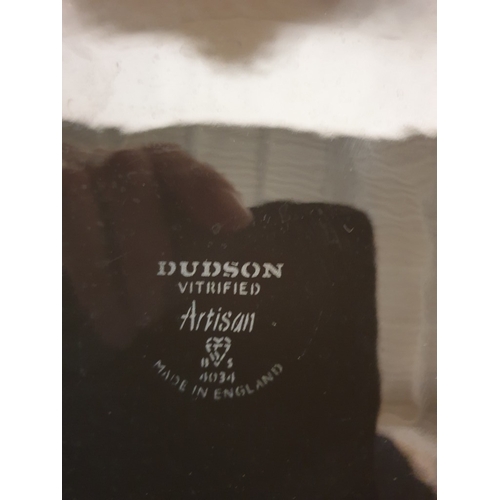 DUDSON
VITRIFIED
Artisan
B S
4034
MADE IN ENGLAND